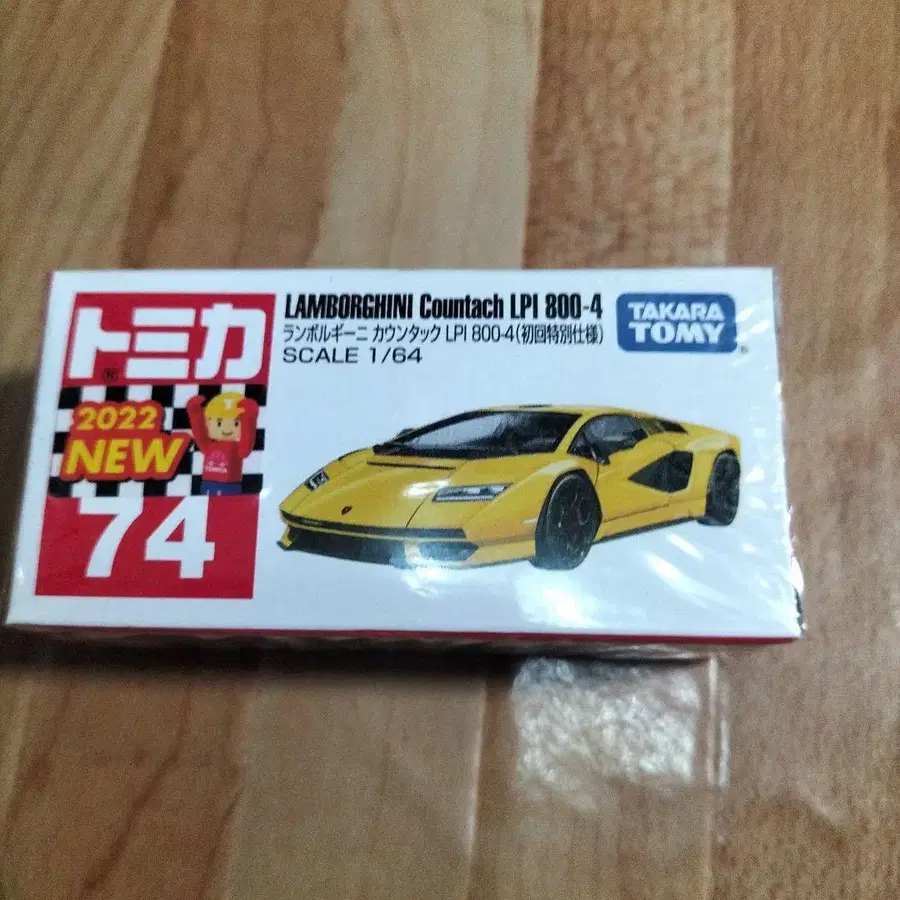 トミカ
®
2022
NEW
74
LAMBORGHINI Countach LPI 800-4
ランボルギーニ カウンタック LPI 800-4(初回特別仕様)
SCALE 1/64
TAKARA
TOMY
®